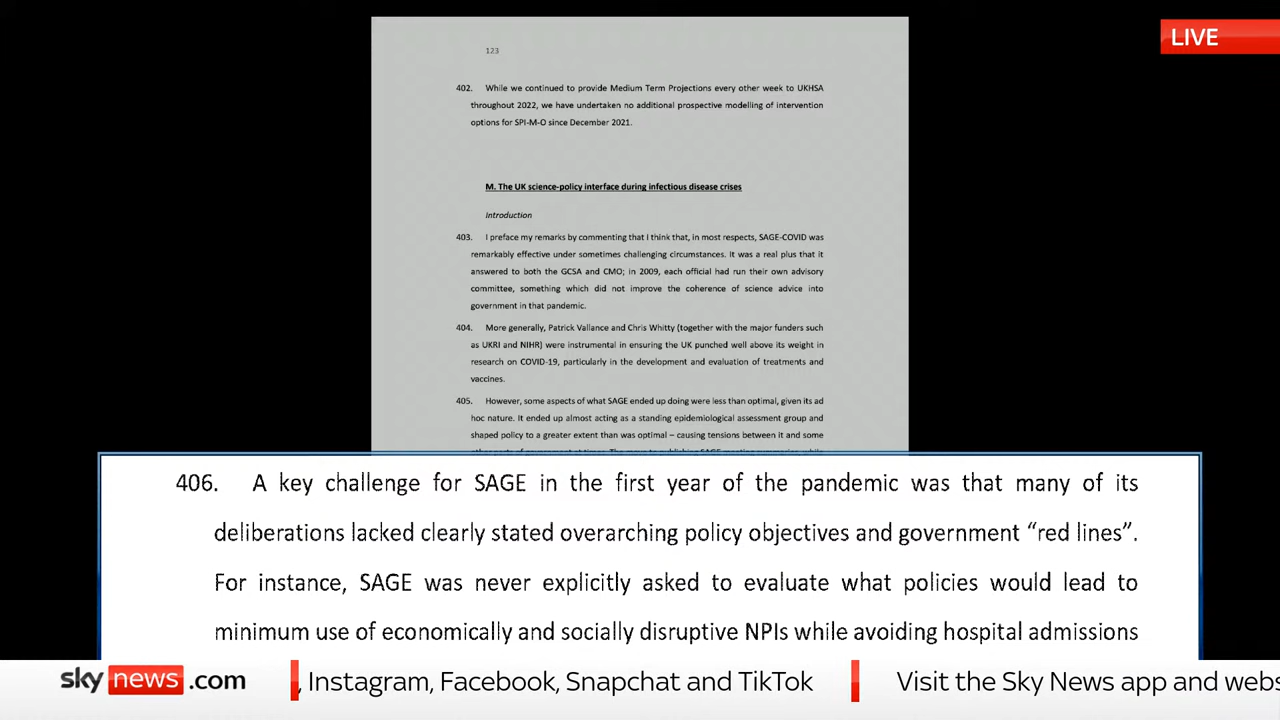 LIVE
123
402. While we continued to provide Medium Term Projections every other week to UKHSA
throughout 2022, we have undertaken no additional prospective modelling of intervention
options for SPI-M-O since December 2021.
M. The UK science-policy interface during infectious disease crises
Introduction
403. I preface my remarks by commenting that I think that, in most respects, SAGE-COVID was
remarkably effective under sometimes challenging circumstances. It was a real plus that it
answered to both the GCSA and CMO; in 2009, each official had run their own advisory
committee, something which did not improve the coherence of science advice into
government in that pandemic.
404. More generally, Patrick Vallance and Chris Whitty (together with the major funders such
as UKRI and NIHR) were instrumental in ensuring the UK punched well above its weight in
research on COVID-19, particularly in the development and evaluation of treatments and
vaccines.
405. However, some aspects of what SAGE ended up doing were less than optimal, given its ad
hoc nature. It ended up almost acting as a standing epidemiological assessment group and
shaped policy to a greater extent than was optimal – causing tensions between it and some
406. A key challenge for SAGE in the first year of the pandemic was that many of its
deliberations lacked clearly stated overarching policy objectives and government “red lines”.
For instance, SAGE was never explicitly asked to evaluate what policies would lead to
minimum use of economically and socially disruptive NPIs while avoiding hospital admissions
sky news .com , Instagram, Facebook, Snapchat and TikTok Visit the Sky News app and webs